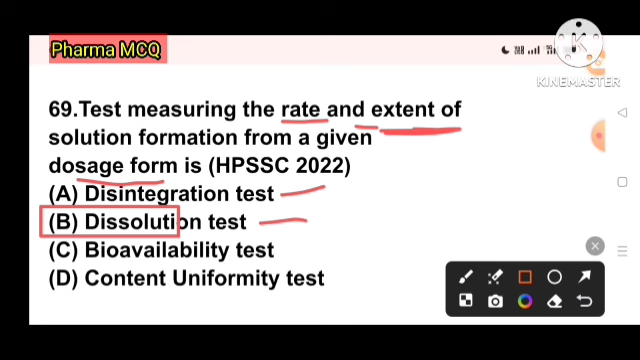 Pharma MCQ
KINEMASTER
69.Test measuring the rate and extent of
solution formation from a given
dosage form is (HPSSC 2022)
(A) Disintegration test
(B) Dissolution test
(C) Bioavailability test
(D) Content Uniformity test